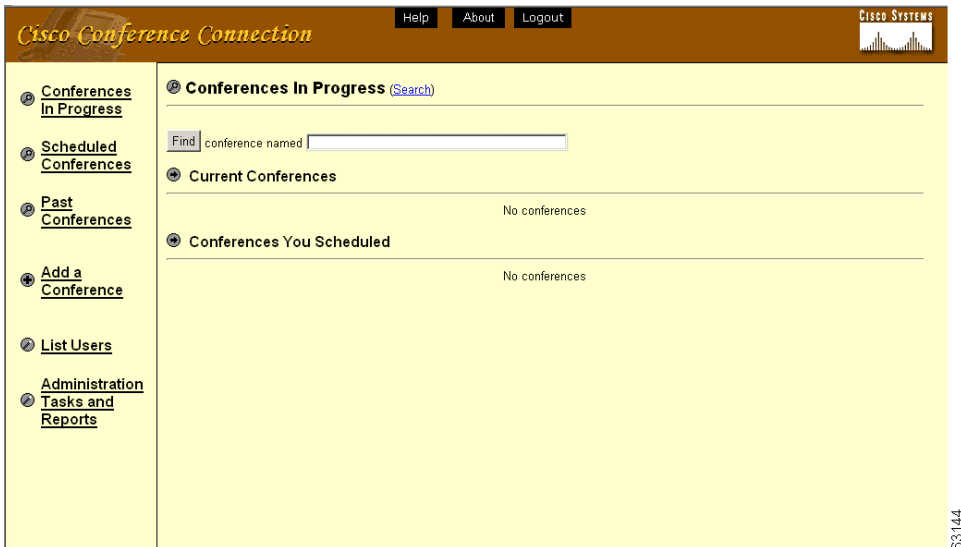 Help About Logout
Cisco Conference Connection
CISCO SYSTEMS
Conferences
In Progress
Scheduled
Conferences
Past
Conferences
Add a
Conference
List Users
Administration
Tasks and
Reports
Conferences In Progress (Search)
Find conference named
Current Conferences
No conferences
Conferences You Scheduled
No conferences
63144